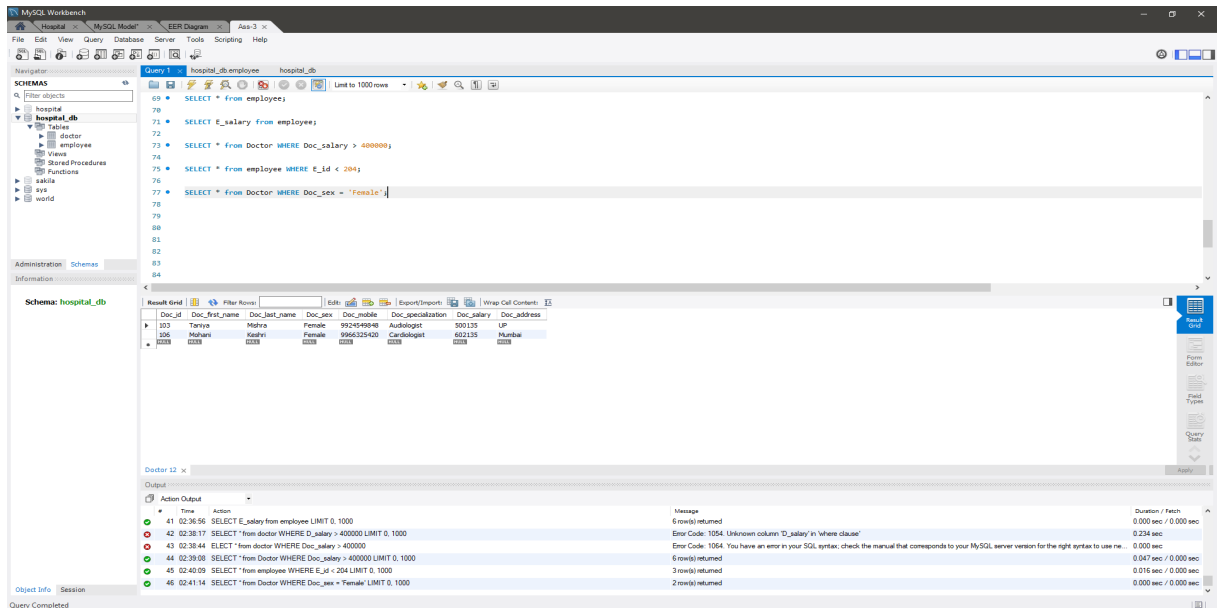 MySQL Workbench
Hospital × MySQL Model* × EER Diagram × Ass-3 ×
File Edit View Query Database Server Tools Scripting Help
Navigator
Query 1 × hospital_db.employee hospital_db
SCHEMAS
Filter objects
hospital
hospital_db
Tables
doctor
employee
Views
Stored Procedures
Functions
sakila
sys
world
Administration Schemas
Information
Schema: hospital_db
Object Info Session
Query Completed
Limit to 1000 rows
69 SELECT * from employee;
70
71 SELECT E_salary from employee;
72
73 SELECT * from Doctor WHERE Doc_salary > 400000;
74
75 SELECT * from employee WHERE E_id < 204;
76
77 SELECT * from Doctor WHERE Doc_sex = 'Female';
78
79
80
81
82
83
84
Result Grid Filter Rows: Edit: Export/Import: Wrap Cell Content:
Doc_id Doc_first_name Doc_last_name Doc_sex Doc_mobile Doc_specialization Doc_salary Doc_address
103 Taniya Mishra Female 9924549848 Audiologist 500135 UP
106 Mohani Keshri Female 9966325420 Cardiologist 602135 Mumbai
NULL NULL NULL NULL NULL NULL NULL NULL
Result Grid
Form Editor
Field Types
Query Stats
Doctor 12 ×
Apply
Output
Action Output
# Time Action Message Duration / Fetch
41 02:36:56 SELECT E_salary from employee LIMIT 0, 1000 6 row(s) returned 0.000 sec / 0.000 sec
42 02:38:17 SELECT * from doctor WHERE D_salary > 400000 LIMIT 0, 1000 Error Code: 1054. Unknown column 'D_salary' in 'where clause' 0.234 sec
43 02:38:44 ELECT * from doctor WHERE Doc_salary > 400000 Error Code: 1064. You have an error in your SQL syntax; check the manual that corresponds to your MySQL server version for the right syntax to use ne... 0.000 sec
44 02:39:08 SELECT * from doctor WHERE Doc_salary > 400000 LIMIT 0, 1000 6 row(s) returned 0.047 sec / 0.000 sec
45 02:40:09 SELECT * from employee WHERE E_id < 204 LIMIT 0, 1000 3 row(s) returned 0.016 sec / 0.000 sec
46 02:41:14 SELECT * from Doctor WHERE Doc_sex = 'Female' LIMIT 0, 1000 2 row(s) returned 0.000 sec / 0.000 sec